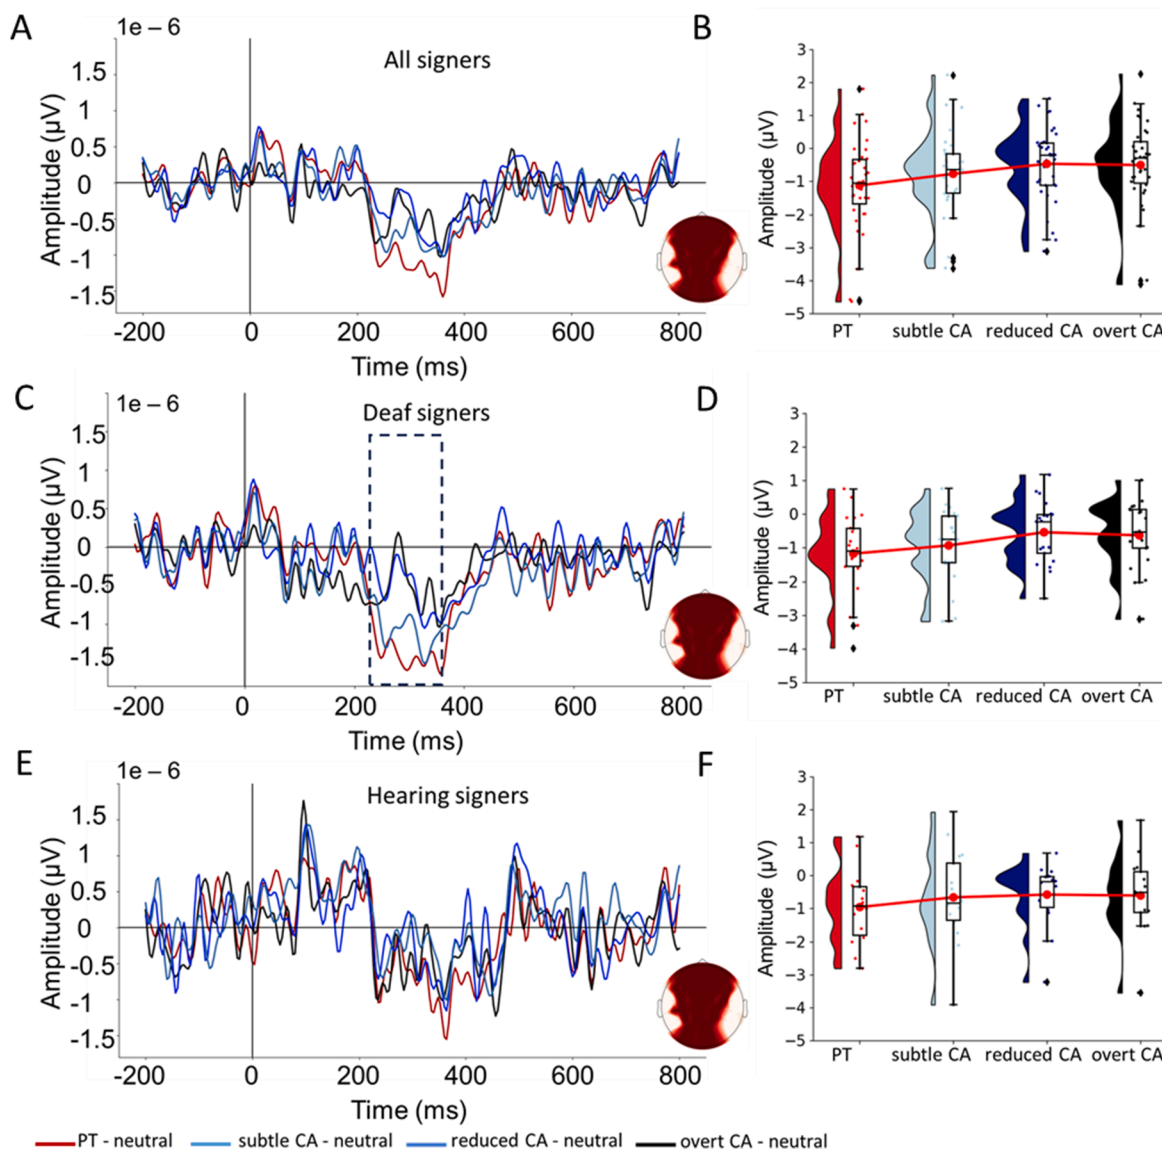 A
1e − 6
All signers
1.5
1
0.5
0
-0.5
-1
-1.5
Amplitude (µV)
-200 0 200 400 600 800
Time (ms)
B
3
2
1
0
−1
−2
−3
−4
−5
Amplitude (µV)
PT subtle CA reduced CA overt CA
C
1e − 6
Deaf signers
1.5
1
0.5
0
-0.5
-1
-1.5
Amplitude (µV)
-200 0 200 400 600 800
Time (ms)
D
3
2
1
0
−1
−2
−3
−4
−5
Amplitude (µV)
PT subtle CA reduced CA overt CA
E
1e − 6
Hearing signers
1.5
1
0.5
0
-0.5
-1
-1.5
Amplitude (µV)
-200 0 200 400 600 800
Time (ms)
F
3
2
1
0
−1
−2
−3
−4
−5
Amplitude (µV)
PT subtle CA reduced CA overt CA
PT - neutral subtle CA - neutral reduced CA - neutral overt CA - neutral